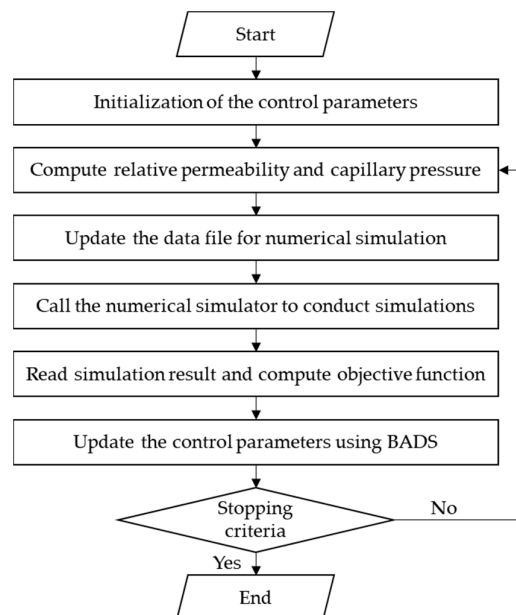 Start
Initialization of the control parameters
Compute relative permeability and capillary pressure
Update the data file for numerical simulation
Call the numerical simulator to conduct simulations
Read simulation result and compute objective function
Update the control parameters using BADS
Stopping
criteria
No
Yes
End